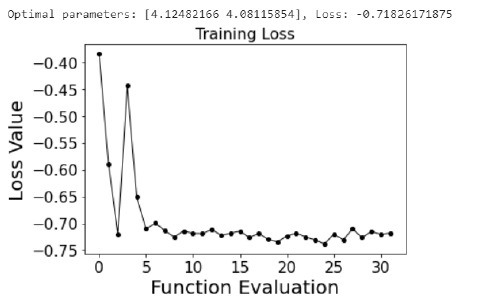 Optimal parameters: [4.12482166 4.08115854], Loss: -0.71826171875
Training Loss
−0.40
−0.45
−0.50
−0.55
−0.60
−0.65
−0.70
−0.75
Loss Value
0 5 10 15 20 25 30
Function Evaluation